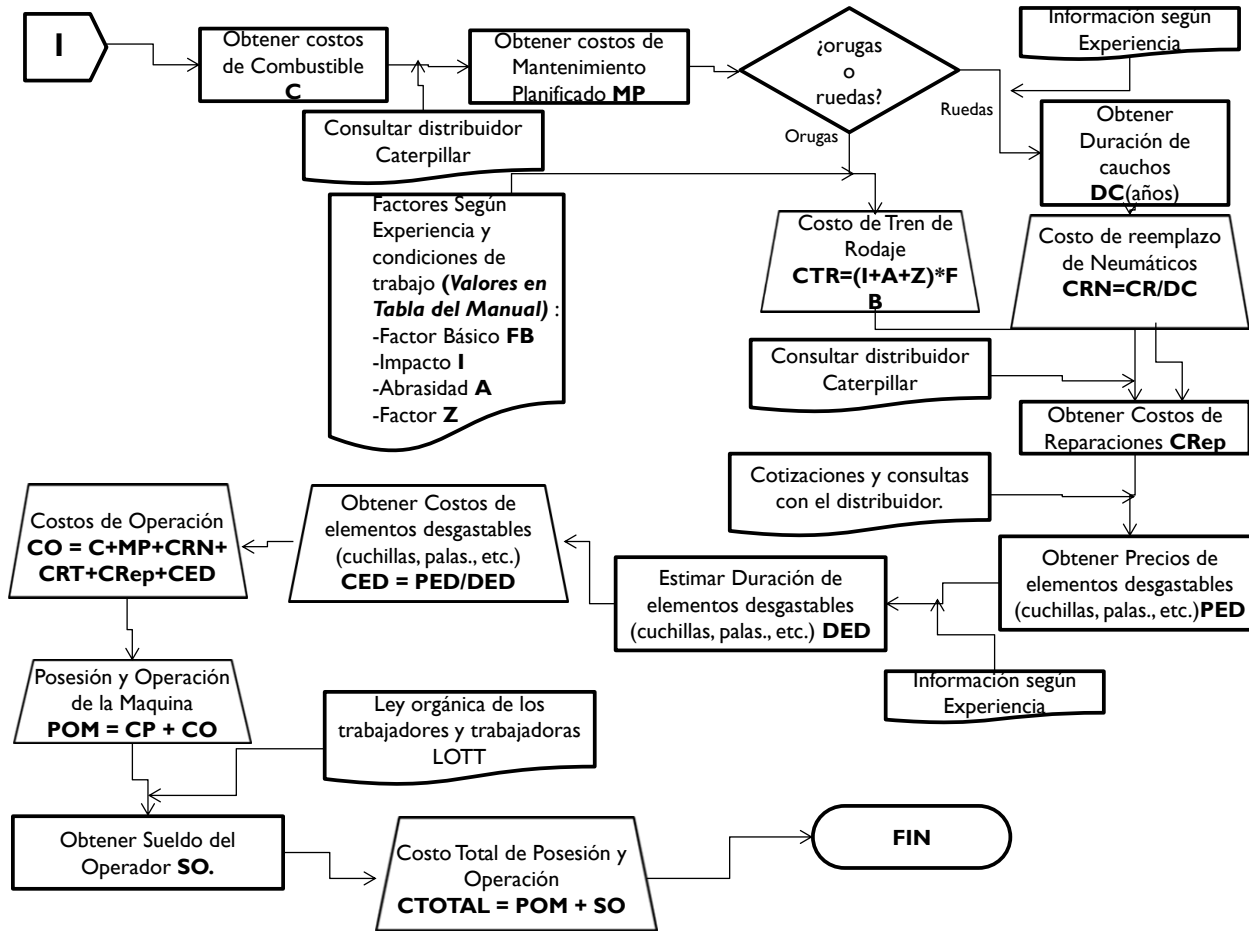 I
Obtener costos
de Combustible
C
Obtener costos de
Mantenimiento
Planificado MP
¿orugas
o
ruedas?
Información según
Experiencia
Ruedas
Orugas
Consultar distribuidor
Caterpillar
Obtener
Duración de
cauchos
DC(años)
Factores Según
Experiencia y
condiciones de
trabajo (Valores en
Tabla del Manual) :
-Factor Básico FB
-Impacto I
-Abrasidad A
-Factor Z
Costo de Tren de
Rodaje
CTR=(I+A+Z)*F
B
Costo de reemplazo
de Neumáticos
CRN=CR/DC
Consultar distribuidor
Caterpillar
Obtener Costos de
Reparaciones CRep
Cotizaciones y consultas
con el distribuidor.
Obtener Precios de
elementos desgastables
(cuchillas, palas., etc.)PED
Información según
Experiencia
Estimar Duración de
elementos desgastables
(cuchillas, palas., etc.) DED
Obtener Costos de
elementos desgastables
(cuchillas, palas., etc.)
CED = PED/DED
Costos de Operación
CO = C+MP+CRN+
CRT+CRep+CED
Posesión y Operación
de la Maquina
POM = CP + CO
Ley orgánica de los
trabajadores y trabajadoras
LOTT
Obtener Sueldo del
Operador SO.
Costo Total de Posesión y
Operación
CTOTAL = POM + SO
FIN